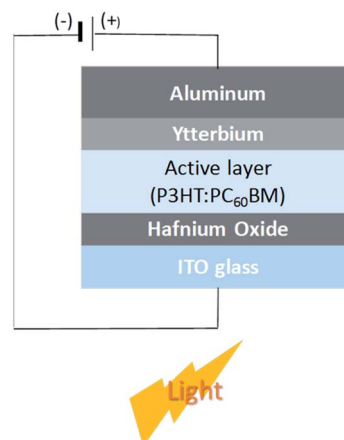 (-) (+)
Aluminum
Ytterbium
Active layer
(P3HT:PC₆₀BM)
Hafnium Oxide
ITO glass
Light